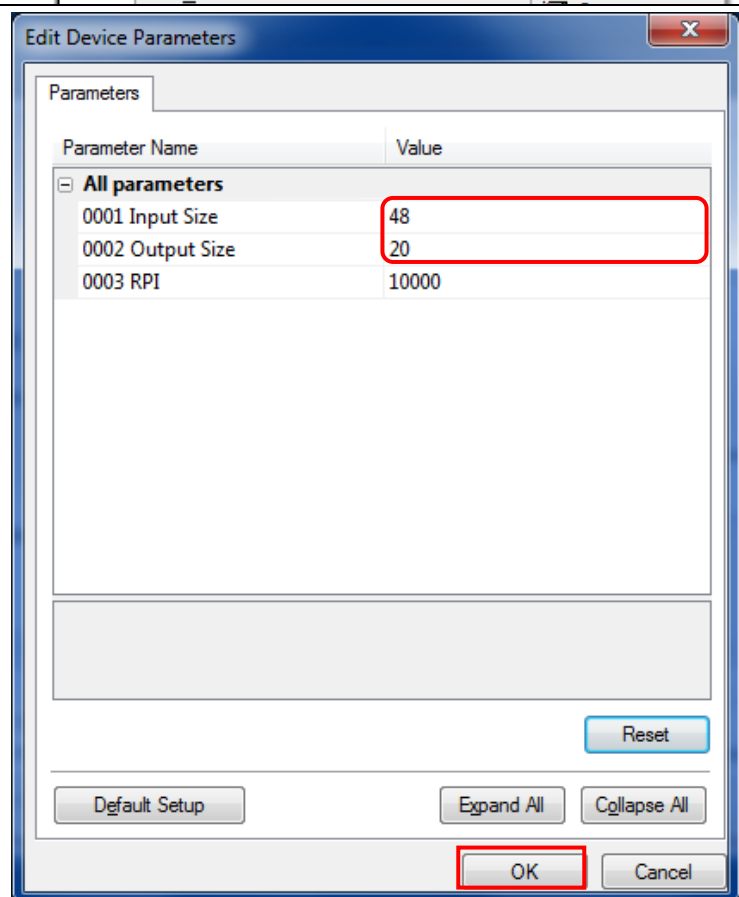 Edit Device Parameters
Parameters
Parameter Name Value
All parameters
0001 Input Size 48
0002 Output Size 20
0003 RPI 10000
Reset
Default Setup Expand All Collapse All
OK Cancel